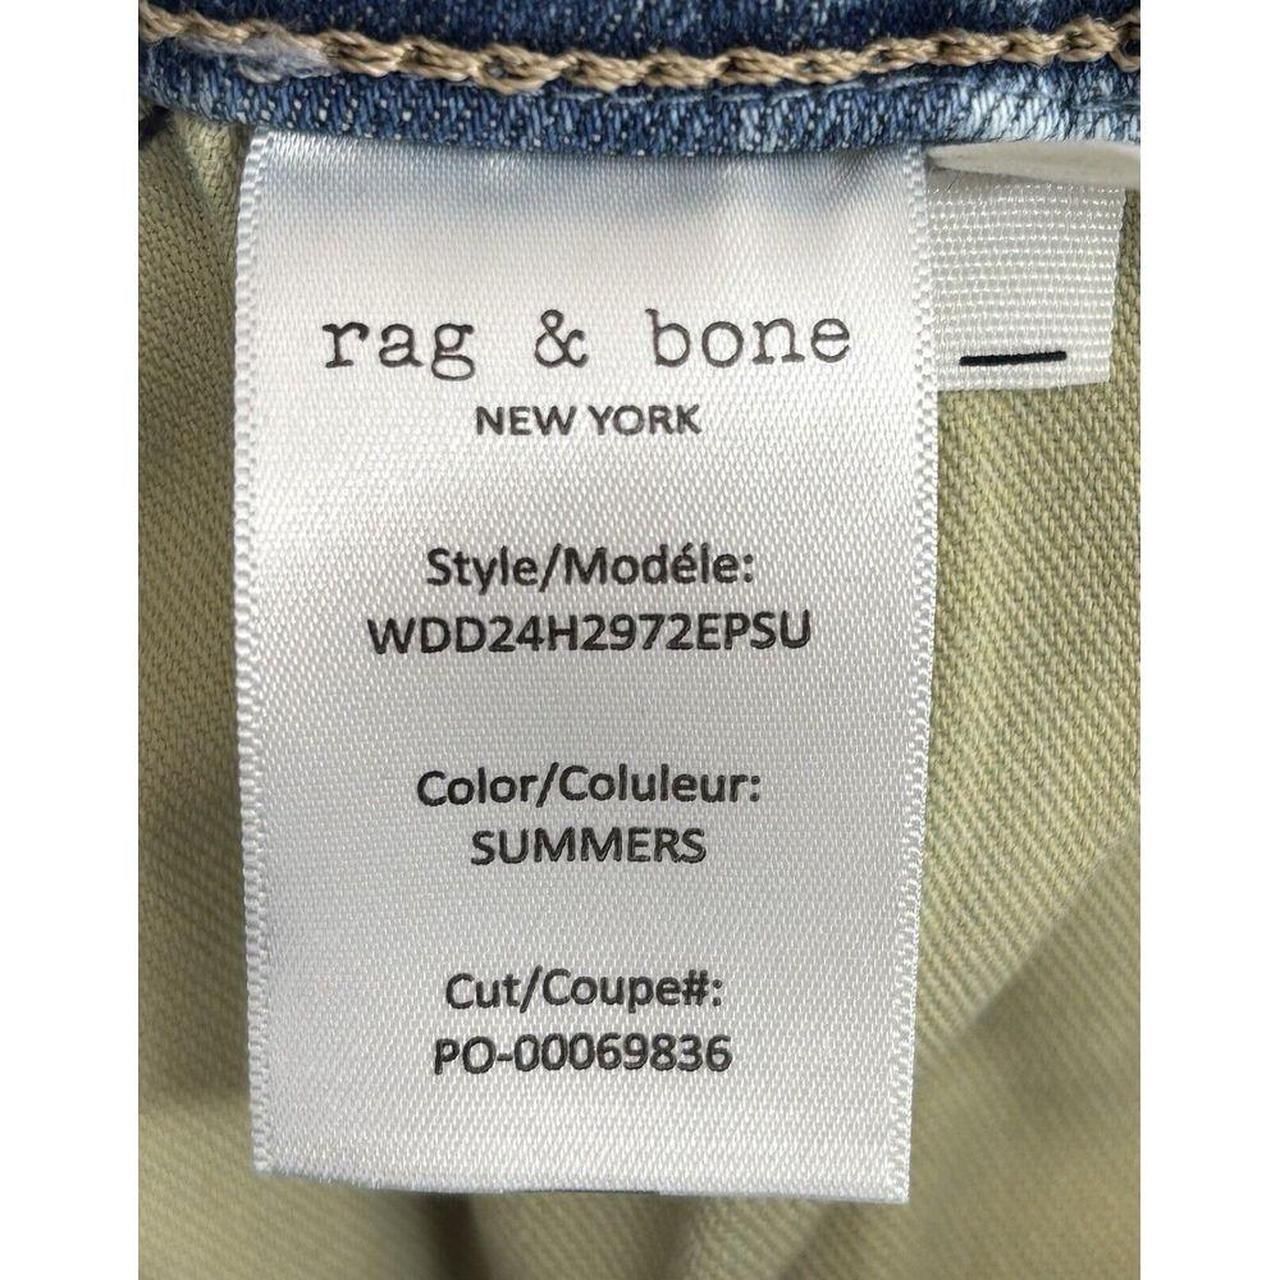 rag & bone
NEW YORK
Style/Modéle:
WDD24H2972EPSU
Color/Coluleur:
SUMMERS
Cut/Coupe#:
PO-00069836